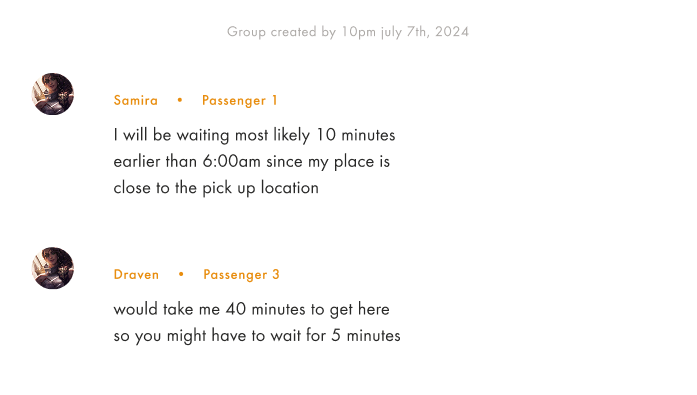 Group created by 10pm july 7th, 2024
Samira • Passenger 1
I will be waiting most likely 10 minutes
earlier than 6:00am since my place is
close to the pick up location
Draven • Passenger 3
would take me 40 minutes to get here
so you might have to wait for 5 minutes